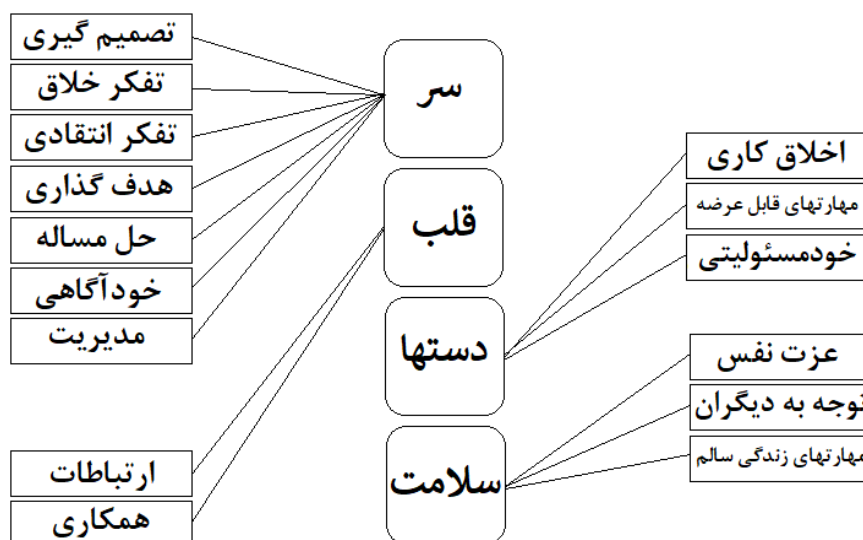 سر
تصمیم گیری
تفکر خلاق
تفکر انتقادی
هدف گذاری
حل مساله
خودآگاهی
مدیریت
قلب
ارتباطات
همکاری
دستها
اخلاق کاری
مهارتهای قابل عرضه
خودمسئولیتی
سلامت
عزت نفس
توجه به دیگران
مهارتهای زندگی سالم